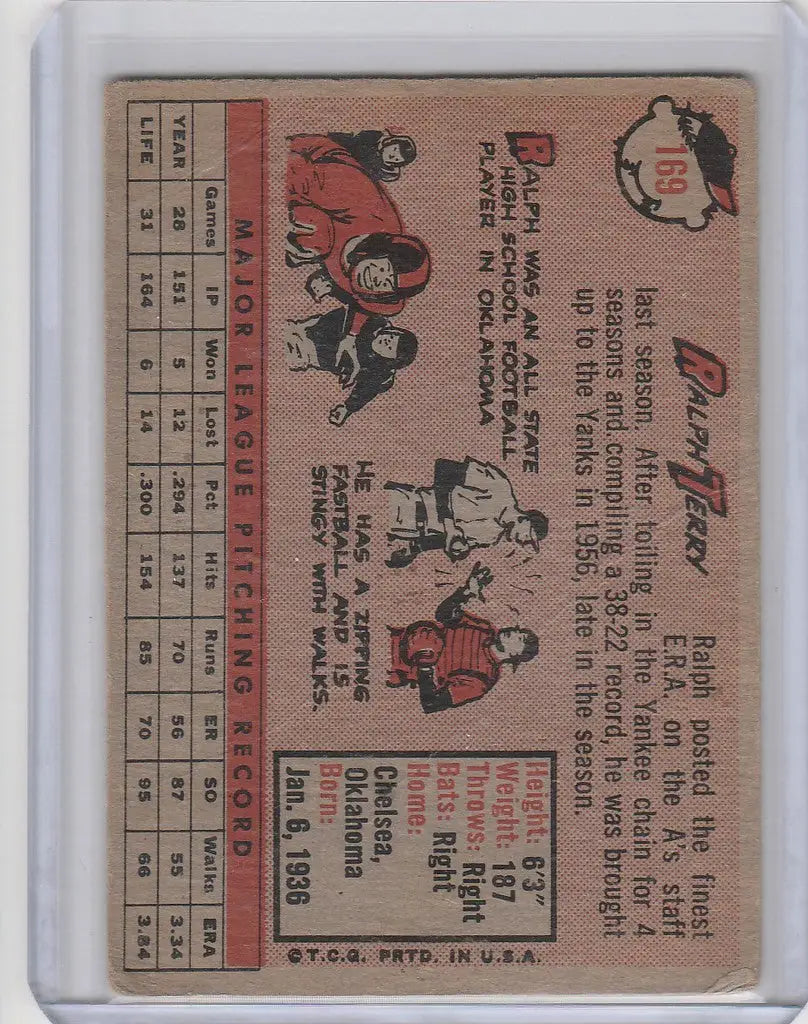 169
RALPH TERRY
Ralph posted the finest
E.R.A. on the A's staff
last season. After toiling in the Yankee chain for 4
seasons and compiling a 38-22 record, he was brought
up to the Yanks in 1956, late in the season.
RALPH WAS AN ALL STATE
HIGH SCHOOL FOOTBALL
PLAYER IN OKLAHOMA
HE HAS A ZIPPING
FASTBALL AND IS
STINGY WITH WALKS.
Height: 6'3"
Weight: 187
Throws: Right
Bats: Right
Home:
Chelsea,
Oklahoma
Born:
Jan. 6, 1936
©T.C.G. PRTD. IN U.S.A.
MAJOR LEAGUE PITCHING RECORD
Games IP Won Lost Pct Hits Runs ER SO Walks ERA
YEAR 28 151 5 12 .294 137 70 56 87 55 3.34
LIFE 31 164 6 14 .300 154 85 70 95 66 3.84